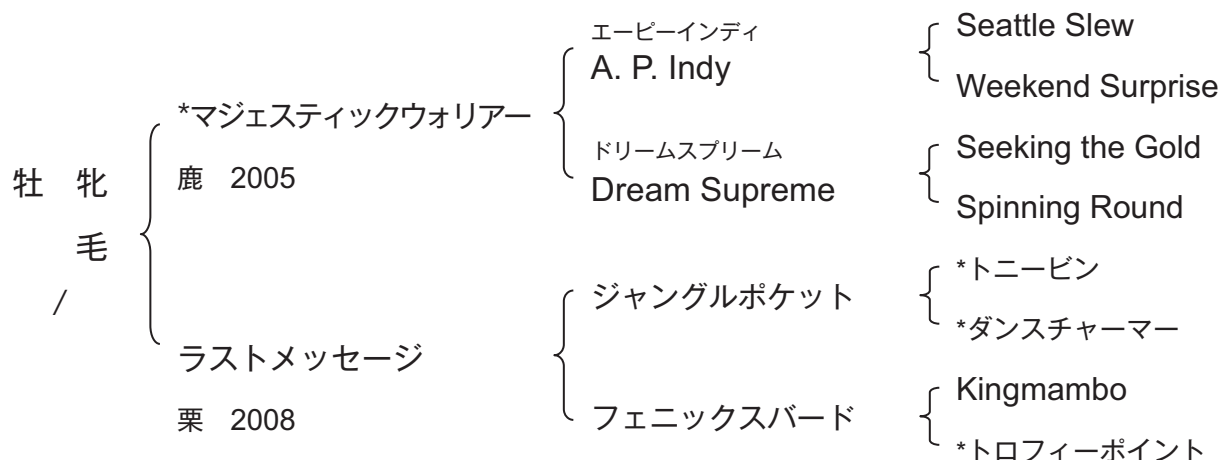 牡 牝
毛
/
*マジェスティックウォリアー
鹿 2005
ラストメッセージ
栗 2008
エーピーインディ
A. P. Indy
ドリームスプリーム
Dream Supreme
ジャングルポケット
フェニックスバード
Seattle Slew
Weekend Surprise
Seeking the Gold
Spinning Round
*トニービン
*ダンスチャーマー
Kingmambo
*トロフィーポイント